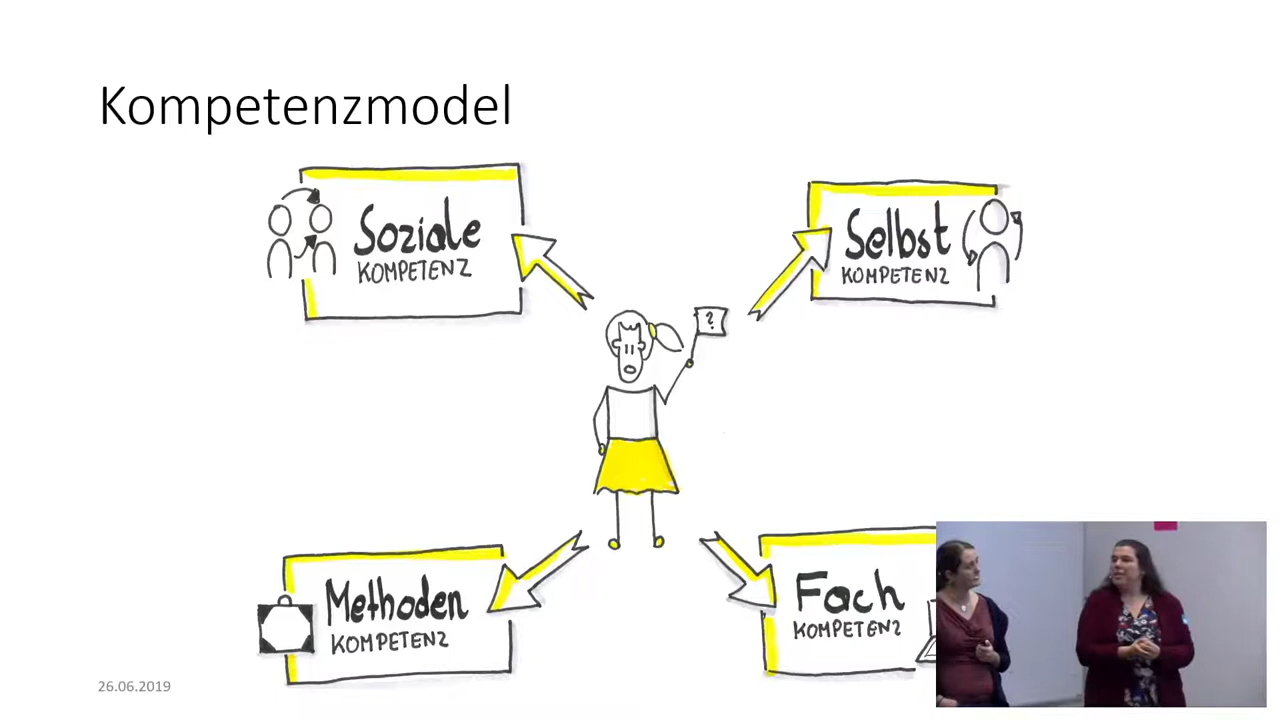 Kompetenzmodel
Soziale
KOMPETENZ
Selbst
KOMPETENZ
?
Methoden
KOMPETENZ
Fach
KOMPETENZ
26.06.2019